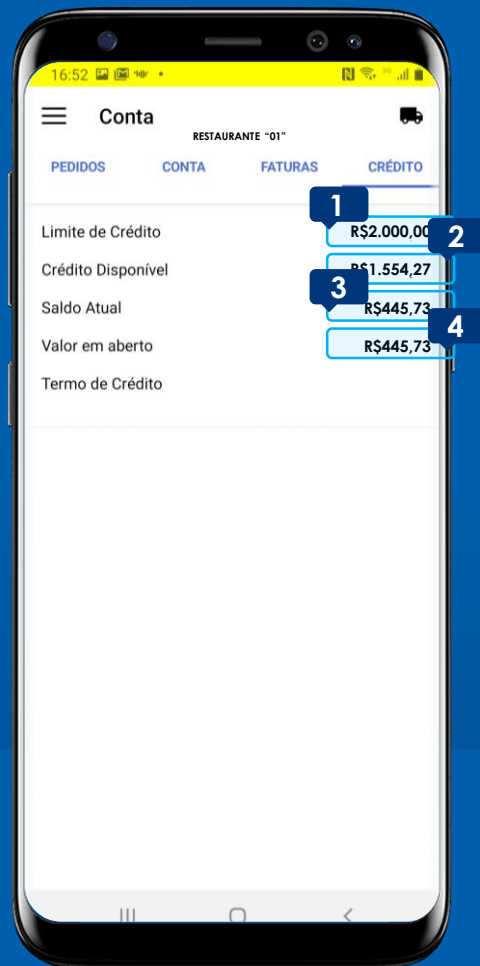 16:52
Conta
RESTAURANTE "01"
PEDIDOS CONTA FATURAS CRÉDITO
1
Limite de Crédito R$2.000,00
2
Crédito Disponível R$1.554,27
3
Saldo Atual R$445,73
4
Valor em aberto R$445,73
Termo de Crédito